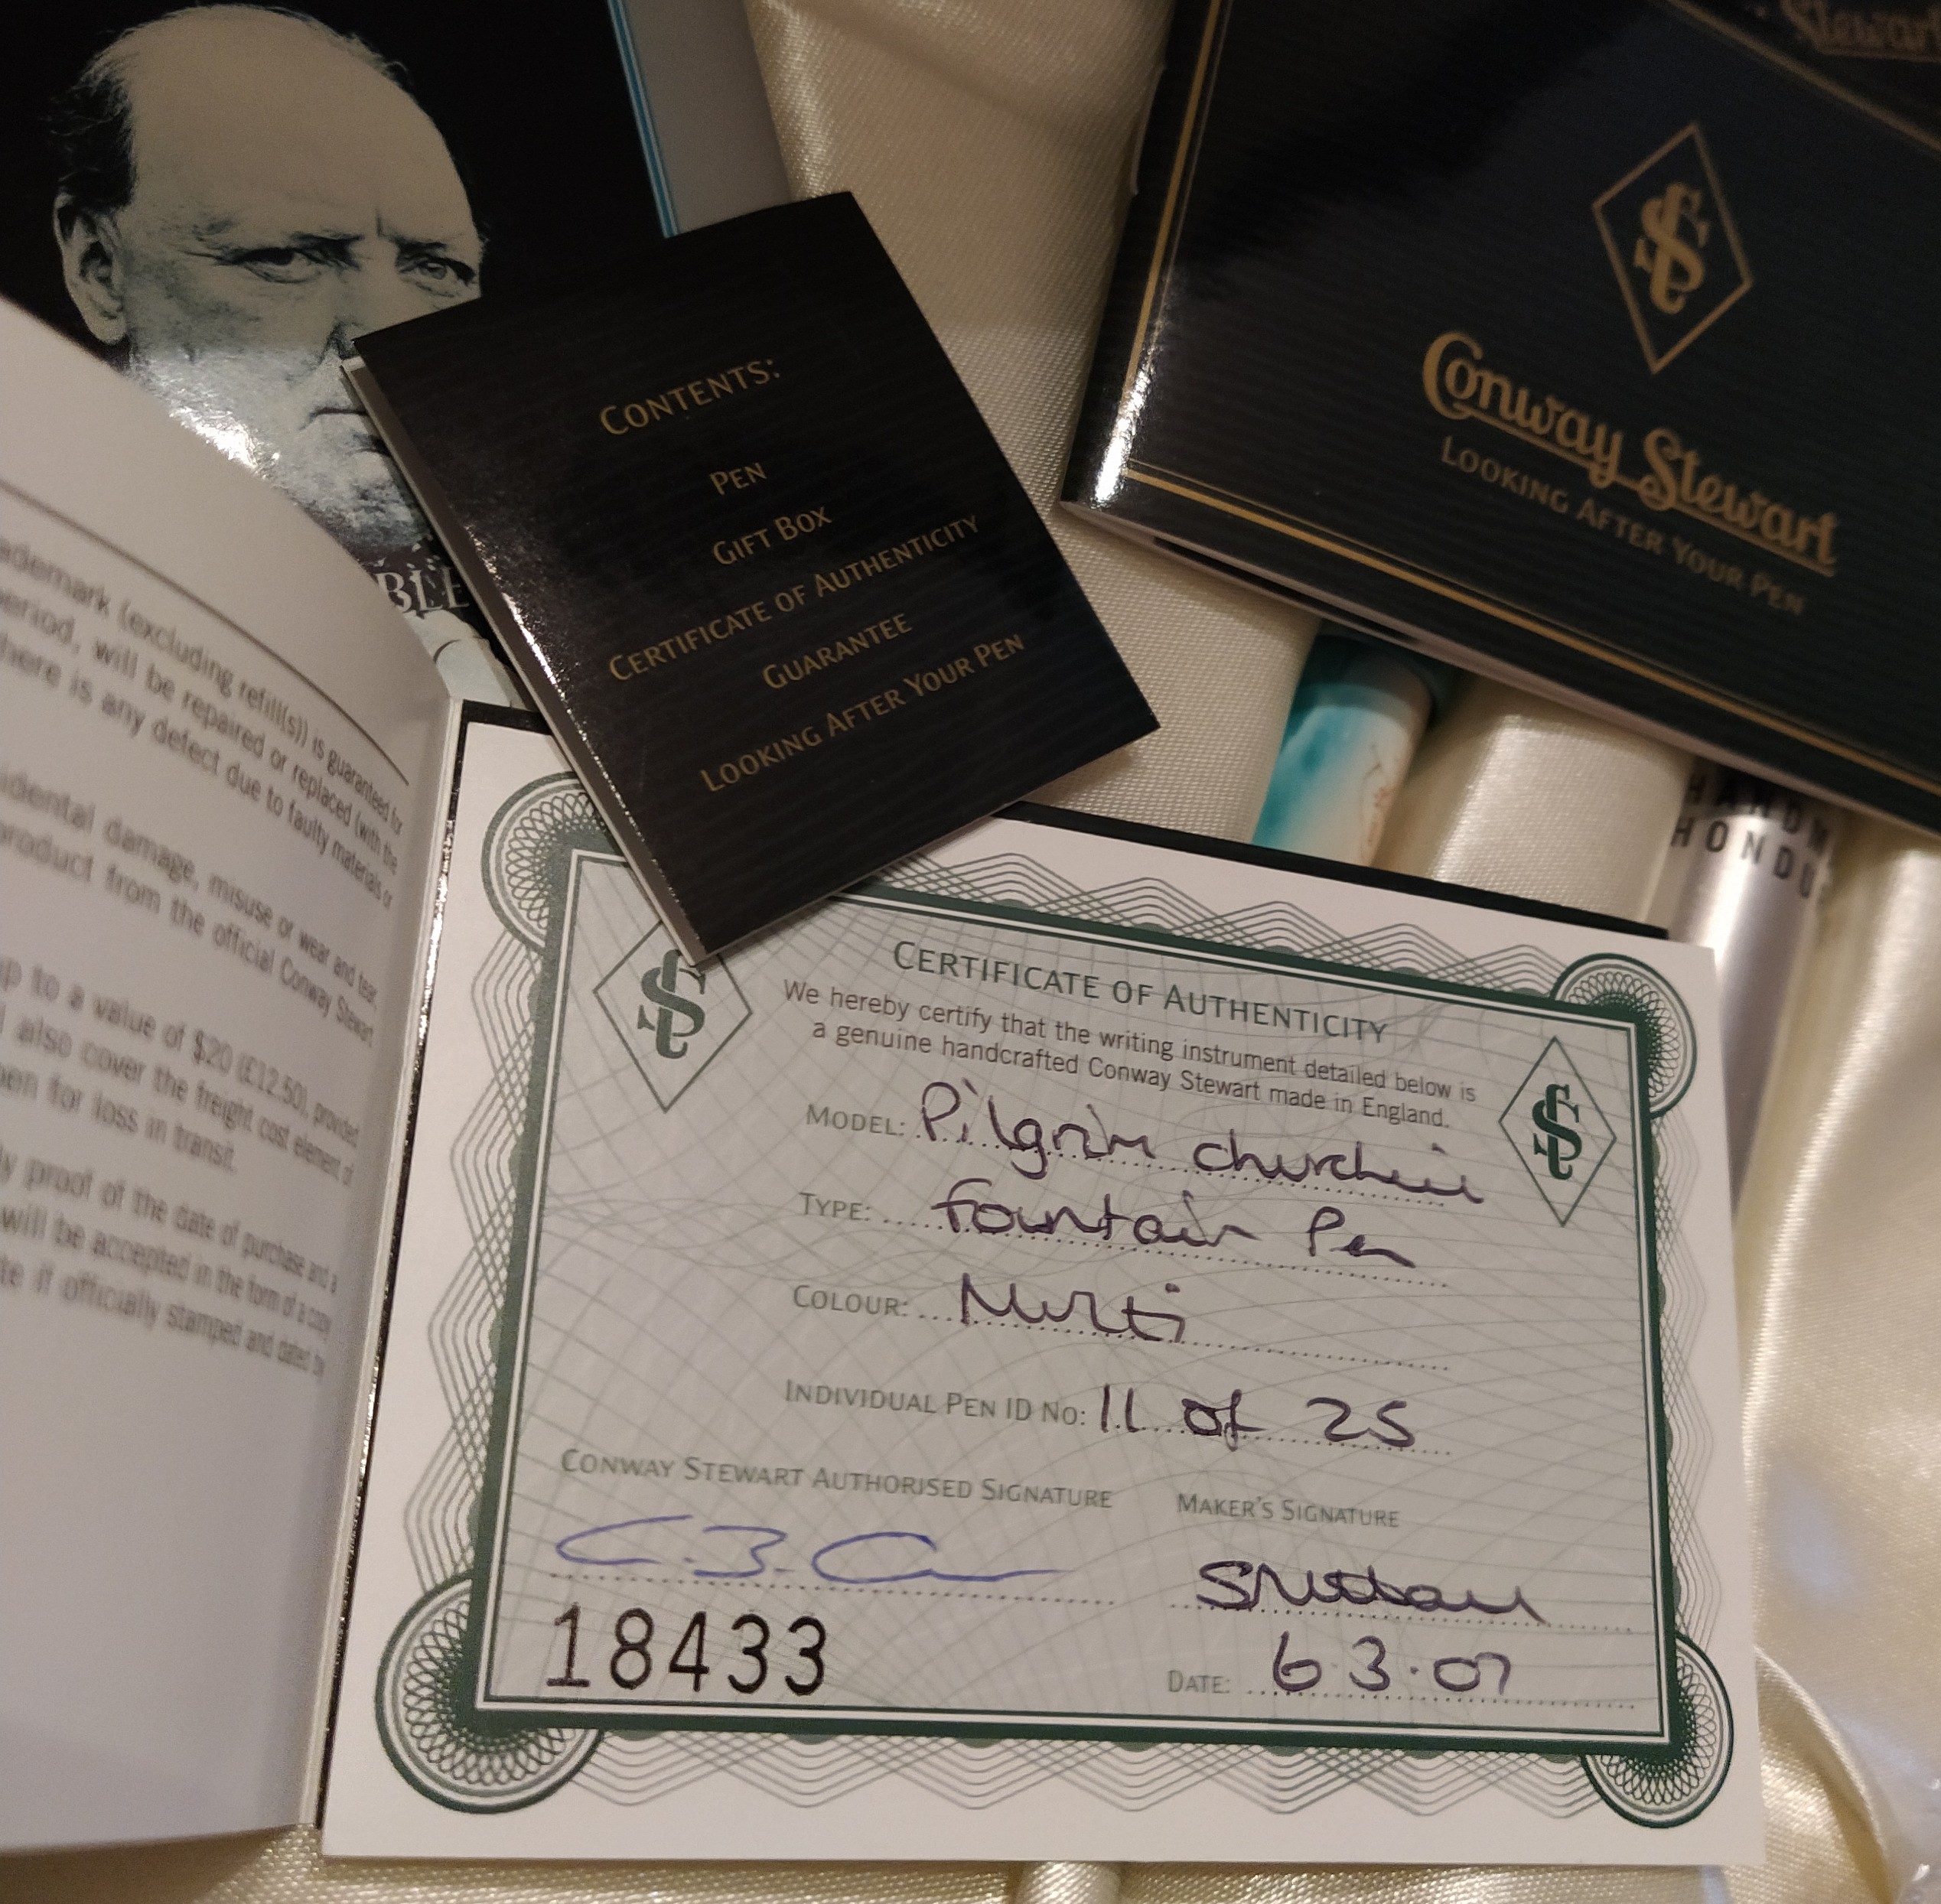 Stewart
Conway Stewart
LOOKING AFTER YOUR PEN
CONTENTS:
PEN
GIFT BOX
CERTIFICATE OF AUTHENTICITY
GUARANTEE
LOOKING AFTER YOUR PEN
BLE
ademark (excluding refill(s)) is guaranteed for
eriod, will be repaired or replaced (with the
here is any defect due to faulty materials or
idental damage, misuse or wear and tear,
product from the official Conway Stewart
up to a value of $20 (£12.50), provided
also cover the freight cost element of
pen for loss in transit.
ly proof of the date of purchase and a
will be accepted in the form of a copy
te if officially stamped and dated by
HAND
HONDU
CERTIFICATE OF AUTHENTICITY
We hereby certify that the writing instrument detailed below is
a genuine handcrafted Conway Stewart made in England.
MODEL: Pilgrim Churchill
TYPE: Fountain Pen
COLOUR: Multi
INDIVIDUAL PEN ID NO: 11 of 25
CONWAY STEWART AUTHORISED SIGNATURE
MAKER'S SIGNATURE
18433
DATE: 6.3.07